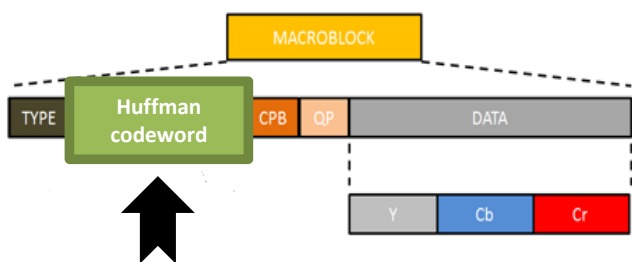 MACROBLOCK
TYPE
Huffman
codeword
CPB
QP
DATA
Y
Cb
Cr